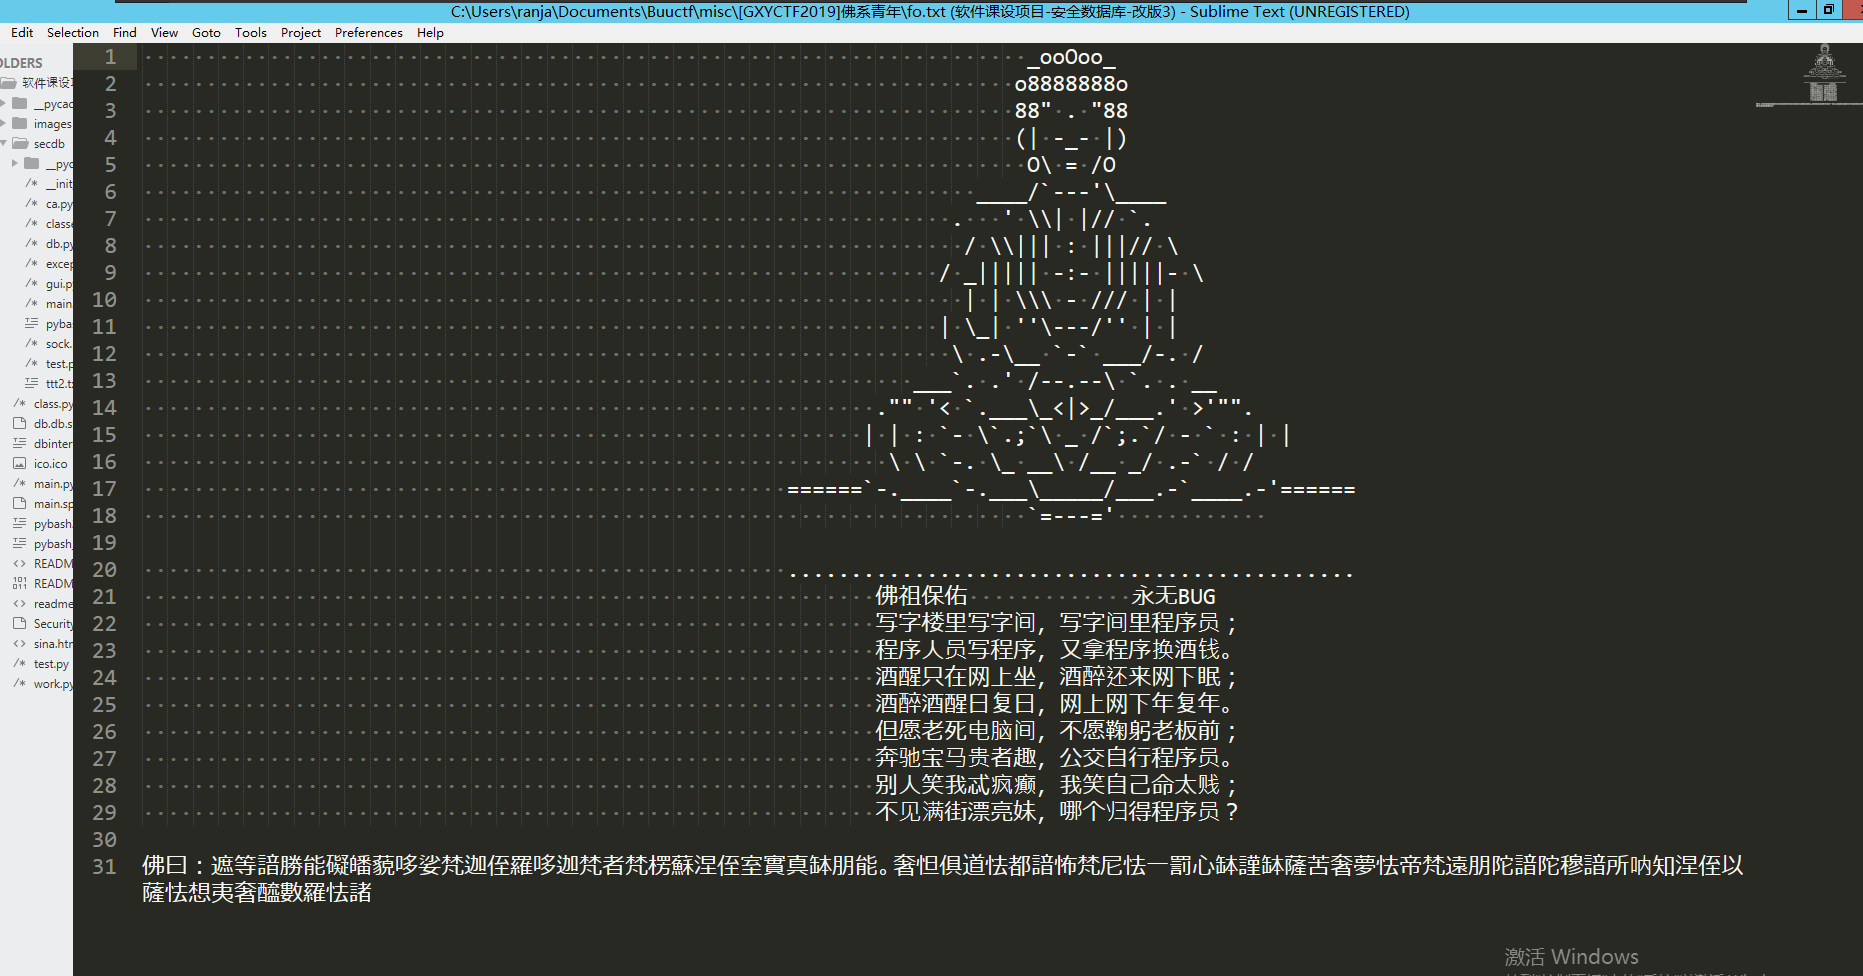 C:\Users\ranja\Documents\Buuctf\misc\[GXYCTF2019]佛系青年\fo.txt (软件课设项目-安全数据库-改版3) - Sublime Text (UNREGISTERED)
Edit Selection Find View Goto Tools Project Preferences Help
OLDERS
软件课设项
__pycac
images
secdb
__pyc
__init
ca.py
classe
db.py
excep
gui.p
main.
pybas
sock.
test.p
ttt2.tx
class.py
db.db.s
dbinter
ico.ico
main.py
main.sp
pybash.
pybash_
READM
READM
readme
Security
sina.htm
test.py
work.py
1 _ooOoo_
2 o8888888o
3 88" . "88
4 (| -_- |)
5 O\ = /O
6 ____/`---'\____
7 . ' \\| |// `.
8 / \\||| : |||// \
9 / _||||| -:- |||||- \
10 | | \\\ - /// | |
11 | \_| ''\---/'' | |
12 \ .-\__ `-` ___/-. /
13 ___`. .' /--.--\ `. . __
14 ."" '< `.___\_<|>_/___.' >'"".
15 | | : `- \`.;`\ _ /`;.`/ - ` : | |
16 \ \ `-. \_ __\ /__ _/ .-` / /
17 ======`-.____`-.___\_____/___.-`____.-'======
18 `=---='
19
20 .............................................
21 佛祖保佑 永无BUG
22 写字楼里写字间，写字间里程序员；
23 程序人员写程序，又拿程序换酒钱。
24 酒醒只在网上坐，酒醉还来网下眠；
25 酒醉酒醒日复日，网上网下年复年。
26 但愿老死电脑间，不愿鞠躬老板前；
27 奔驰宝马贵者趣，公交自行程序员。
28 别人笑我忒疯癫，我笑自己命太贱；
29 不见满街漂亮妹，哪个归得程序员？
30
31 佛曰：遮等諳勝能礙皤藐哆娑梵迦侄羅哆迦梵者梵楞蘇涅侄室實真缽朋能。奢怛俱道怯都諳怖梵尼怯一罰心缽謹缽薩苦奢夢怯帝梵遠朋陀諳陀穆諳所呐知涅侄以
薩怯想夷奢醯數羅怯諸
激活 Windows